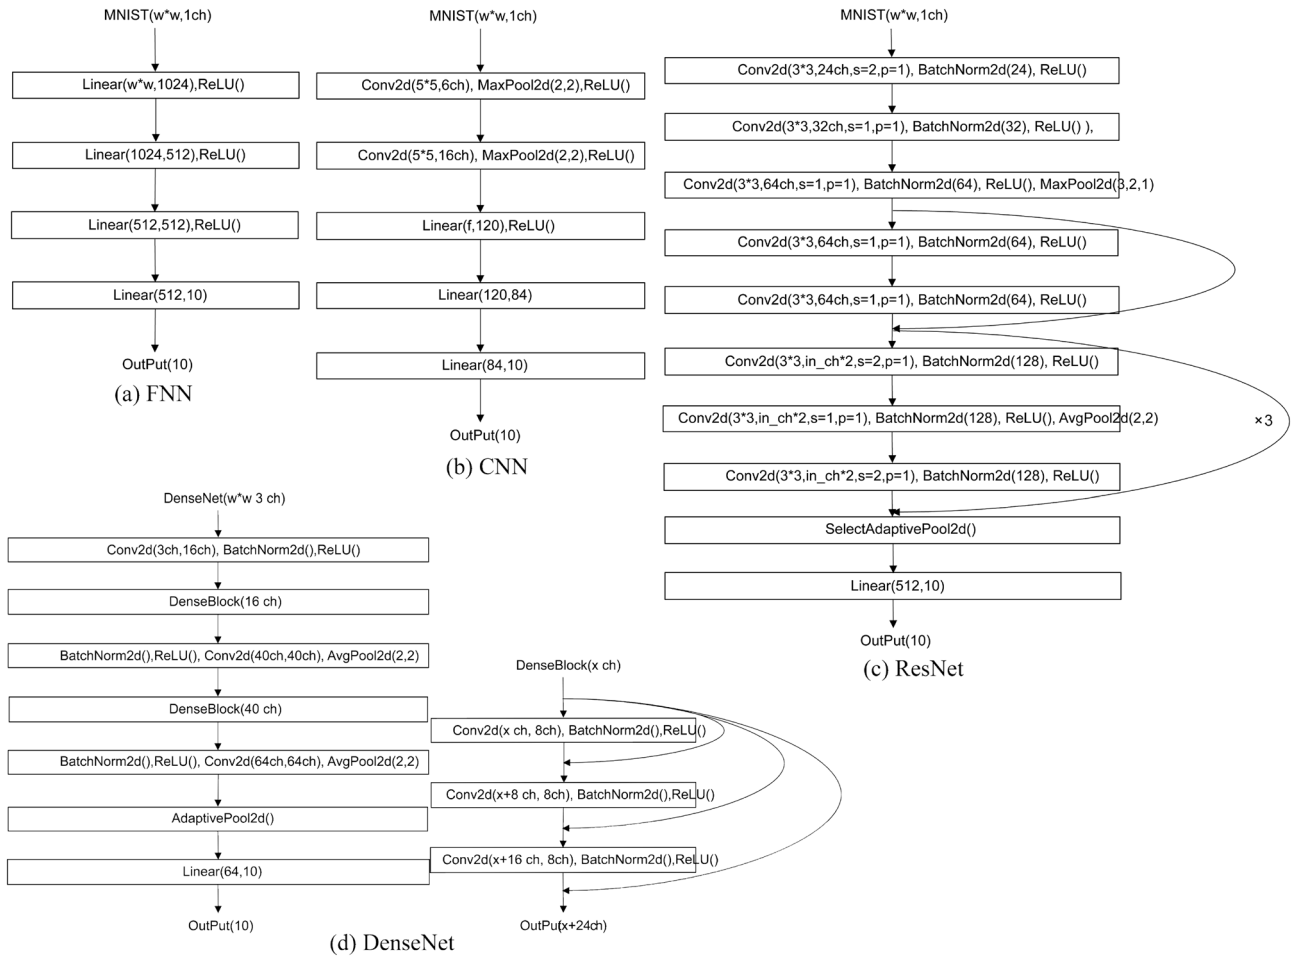 MNIST(w*w,1ch)
Linear(w*w,1024),ReLU()
Linear(1024,512),ReLU()
Linear(512,512),ReLU()
Linear(512,10)
OutPut(10)
(a) FNN
MNIST(w*w,1ch)
Conv2d(5*5,6ch), MaxPool2d(2,2),ReLU()
Conv2d(5*5,16ch), MaxPool2d(2,2),ReLU()
Linear(f,120),ReLU()
Linear(120,84)
Linear(84,10)
OutPut(10)
(b) CNN
MNIST(w*w,1ch)
Conv2d(3*3,24ch,s=2,p=1), BatchNorm2d(24), ReLU()
Conv2d(3*3,32ch,s=1,p=1), BatchNorm2d(32), ReLU() ),
Conv2d(3*3,64ch,s=1,p=1), BatchNorm2d(64), ReLU(), MaxPool2d(3,2,1)
Conv2d(3*3,64ch,s=1,p=1), BatchNorm2d(64), ReLU()
Conv2d(3*3,64ch,s=1,p=1), BatchNorm2d(64), ReLU()
Conv2d(3*3,in_ch*2,s=2,p=1), BatchNorm2d(128), ReLU()
Conv2d(3*3,in_ch*2,s=1,p=1), BatchNorm2d(128), ReLU(), AvgPool2d(2,2)
×3
Conv2d(3*3,in_ch*2,s=2,p=1), BatchNorm2d(128), ReLU()
SelectAdaptivePool2d()
Linear(512,10)
OutPut(10)
(c) ResNet
DenseNet(w*w 3 ch)
Conv2d(3ch,16ch), BatchNorm2d(),ReLU()
DenseBlock(16 ch)
BatchNorm2d(),ReLU(), Conv2d(40ch,40ch), AvgPool2d(2,2)
DenseBlock(40 ch)
BatchNorm2d(),ReLU(), Conv2d(64ch,64ch), AvgPool2d(2,2)
AdaptivePool2d()
Linear(64,10)
OutPut(10)
DenseBlock(x ch)
Conv2d(x ch, 8ch), BatchNorm2d(),ReLU()
Conv2d(x+8 ch, 8ch), BatchNorm2d(),ReLU()
Conv2d(x+16 ch, 8ch), BatchNorm2d(),ReLU()
OutPut(x+24ch)
(d) DenseNet